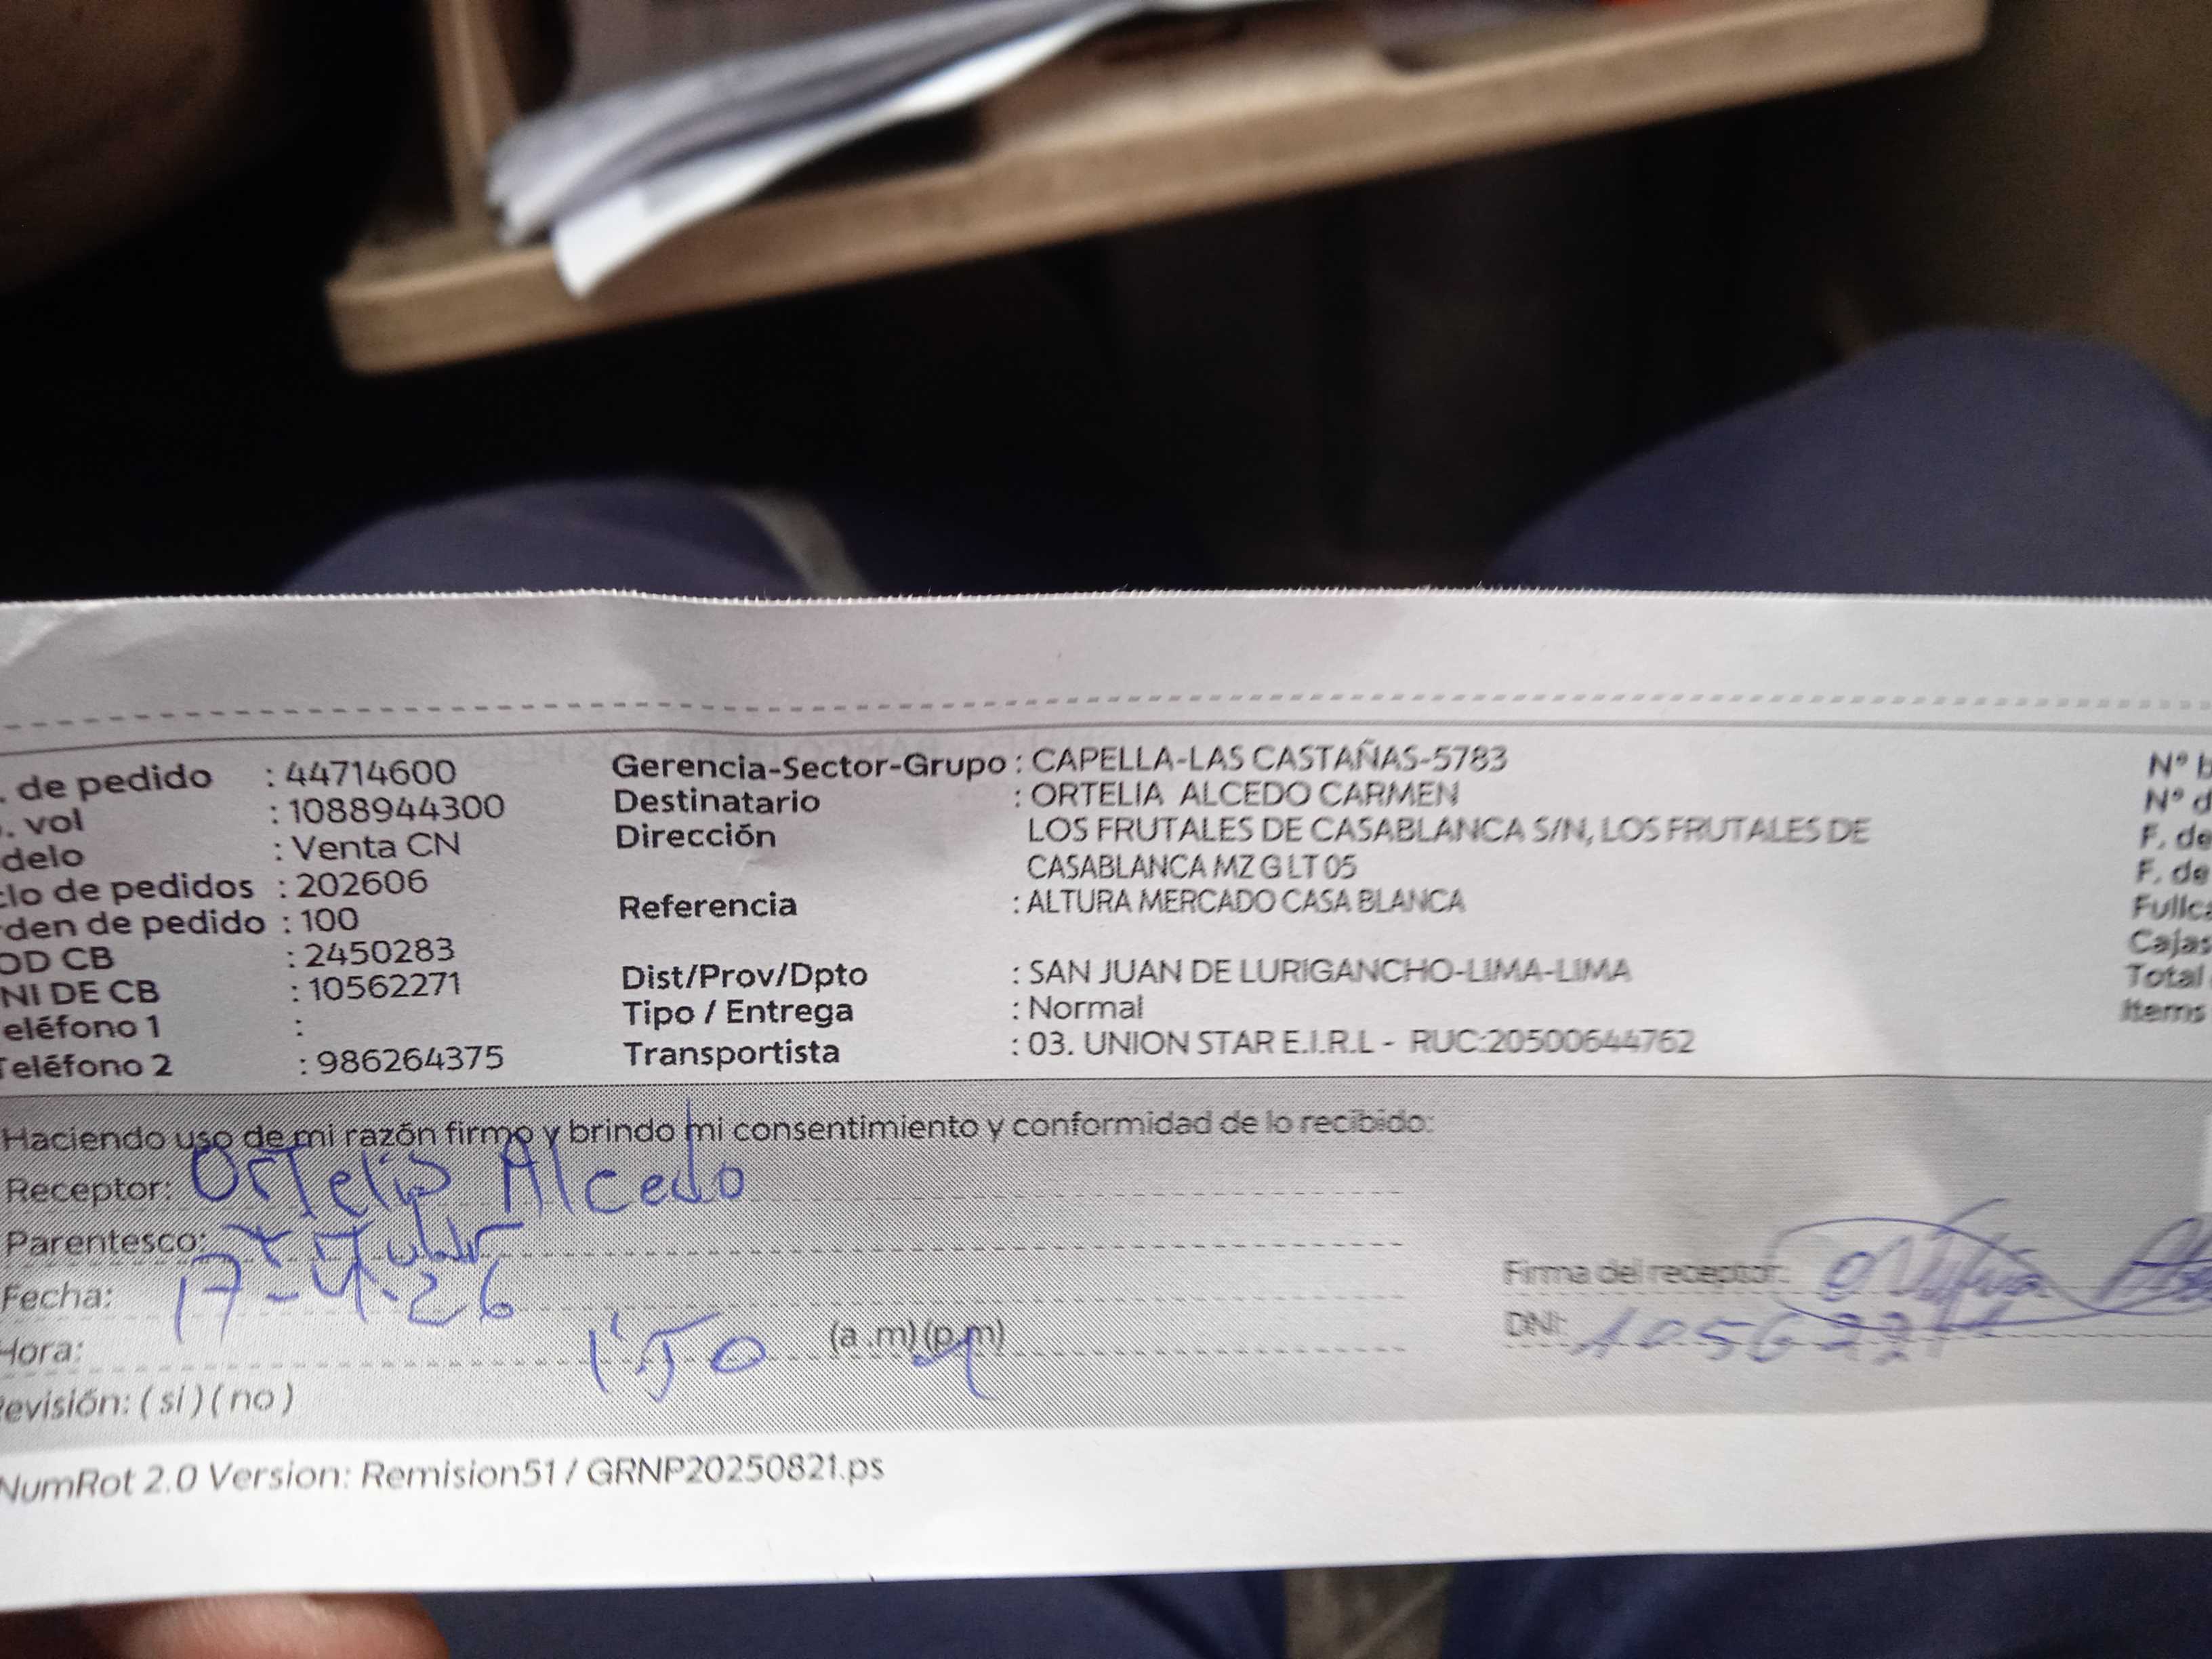 . de pedido : 44714600
. vol : 1088944300
delo : Venta CN
clo de pedidos : 202606
rden de pedido : 100
OD CB : 2450283
NI DE CB : 10562271
eléfono 1 :
Teléfono 2 : 986264375
Gerencia-Sector-Grupo : CAPELLA-LAS CASTAÑAS-5783
Destinatario : ORTELIA ALCEDO CARMEN
Dirección LOS FRUTALES DE CASABLANCA S/N, LOS FRUTALES DE
CASABLANCA MZ G LT 05
Referencia : ALTURA MERCADO CASA BLANCA
Dist/Prov/Dpto : SAN JUAN DE LURIGANCHO-LIMA-LIMA
Tipo / Entrega : Normal
Transportista : 03. UNION STAR E.I.R.L - RUC:20500644762
N° b
N° d
F. de
F. de
Fullca
Cajas
Total
Items
Haciendo uso de mi razón firmo y brindo mi consentimiento y conformidad de lo recibido:
Receptor: Ortelia Alcedo
Parentesco:
Fecha: 17-4-26
Hora: 1:50 (a .m) (p.m)
Revisión: ( si ) ( no )
Firma del receptor:
DNI:
NumRot 2.0 Version: Remision51 / GRNP20250821.ps